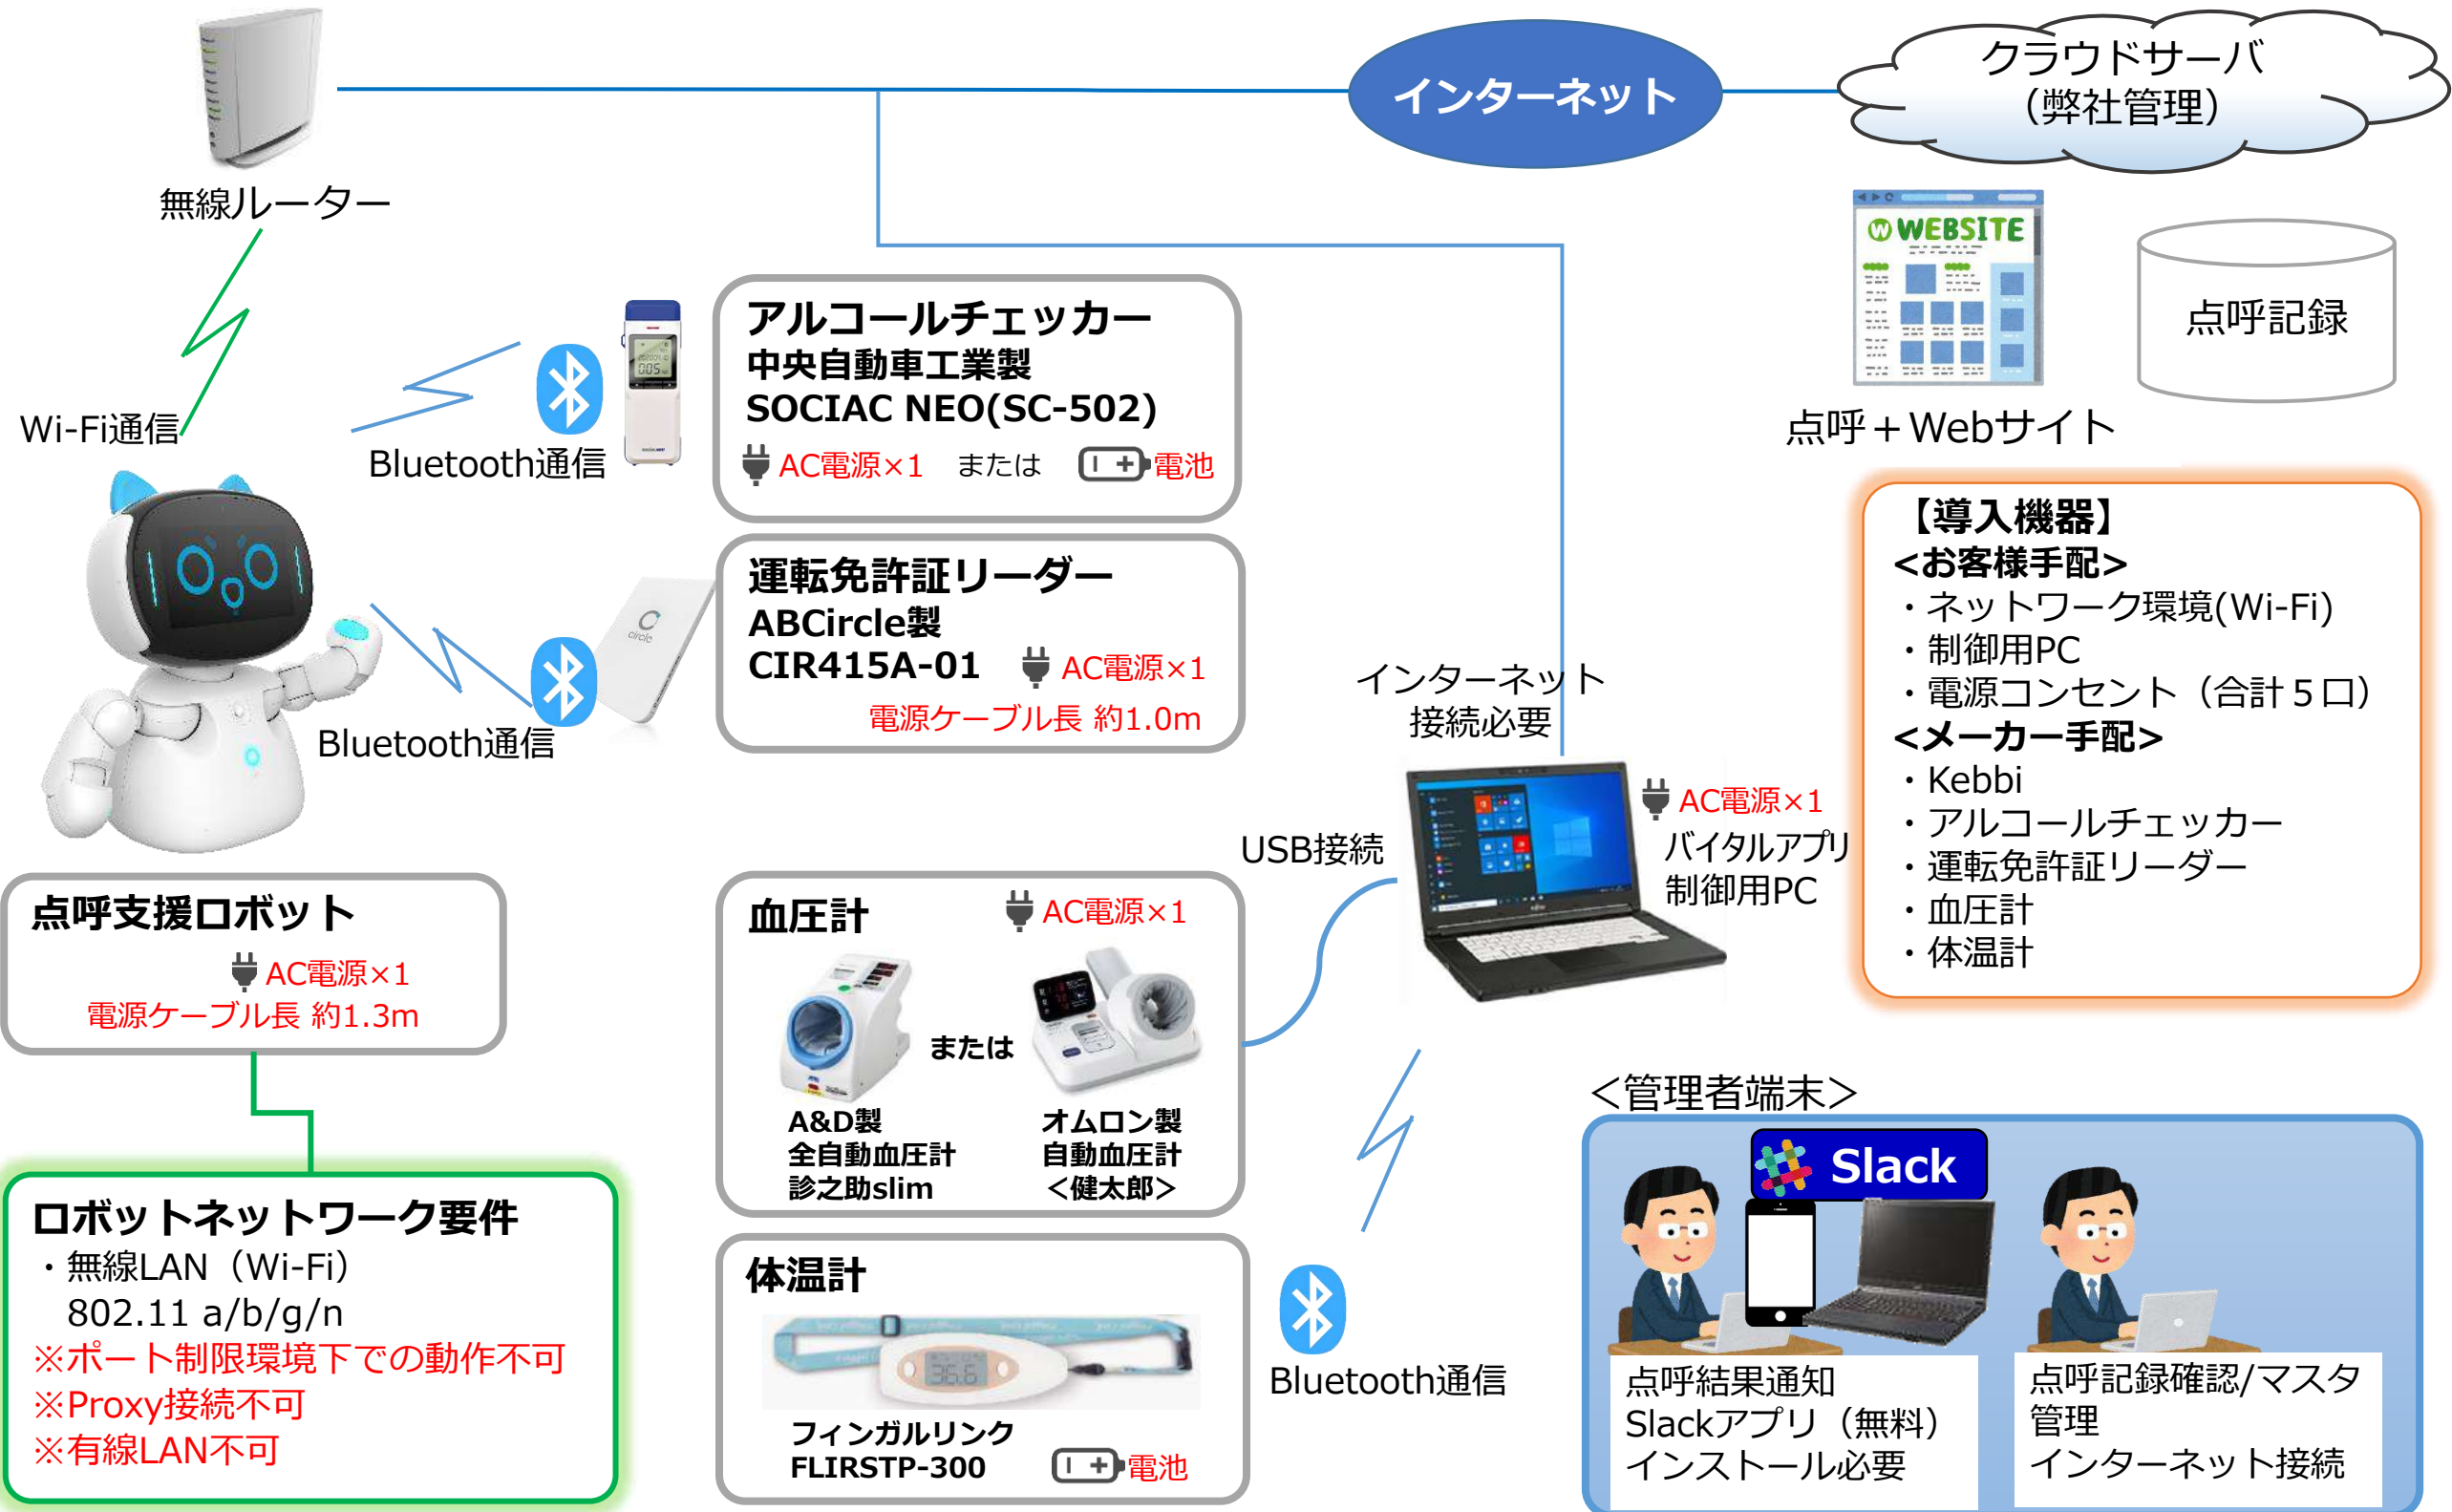 インターネット
クラウドサーバ
（弊社管理）
無線ルーター
WEBSITE
点呼記録
点呼＋Webサイト
Wi-Fi通信
Bluetooth通信
アルコールチェッカー
中央自動車工業製
SOCIAC NEO(SC-502)
AC電源×1 または 電池
circle
Bluetooth通信
運転免許証リーダー
ABCircle製
CIR415A-01 AC電源×1
電源ケーブル長 約1.0m
【導入機器】
<お客様手配>
・ネットワーク環境(Wi-Fi)
・制御用PC
・電源コンセント（合計５口）
<メーカー手配>
・Kebbi
・アルコールチェッカー
・運転免許証リーダー
・血圧計
・体温計
インターネット
接続必要
AC電源×1
バイタルアプリ
制御用PC
USB接続
点呼支援ロボット
AC電源×1
電源ケーブル長 約1.3m
血圧計 AC電源×1
または
A&D製
全自動血圧計
診之助slim
オムロン製
自動血圧計
＜健太郎＞
ロボットネットワーク要件
・無線LAN（Wi-Fi）
802.11 a/b/g/n
※ポート制限環境下での動作不可
※Proxy接続不可
※有線LAN不可
体温計
36.6
フィンガルリンク
FLIRSTP-300 電池
Bluetooth通信
＜管理者端末＞
Slack
点呼結果通知
Slackアプリ（無料）
インストール必要
点呼記録確認/マスタ
管理
インターネット接続